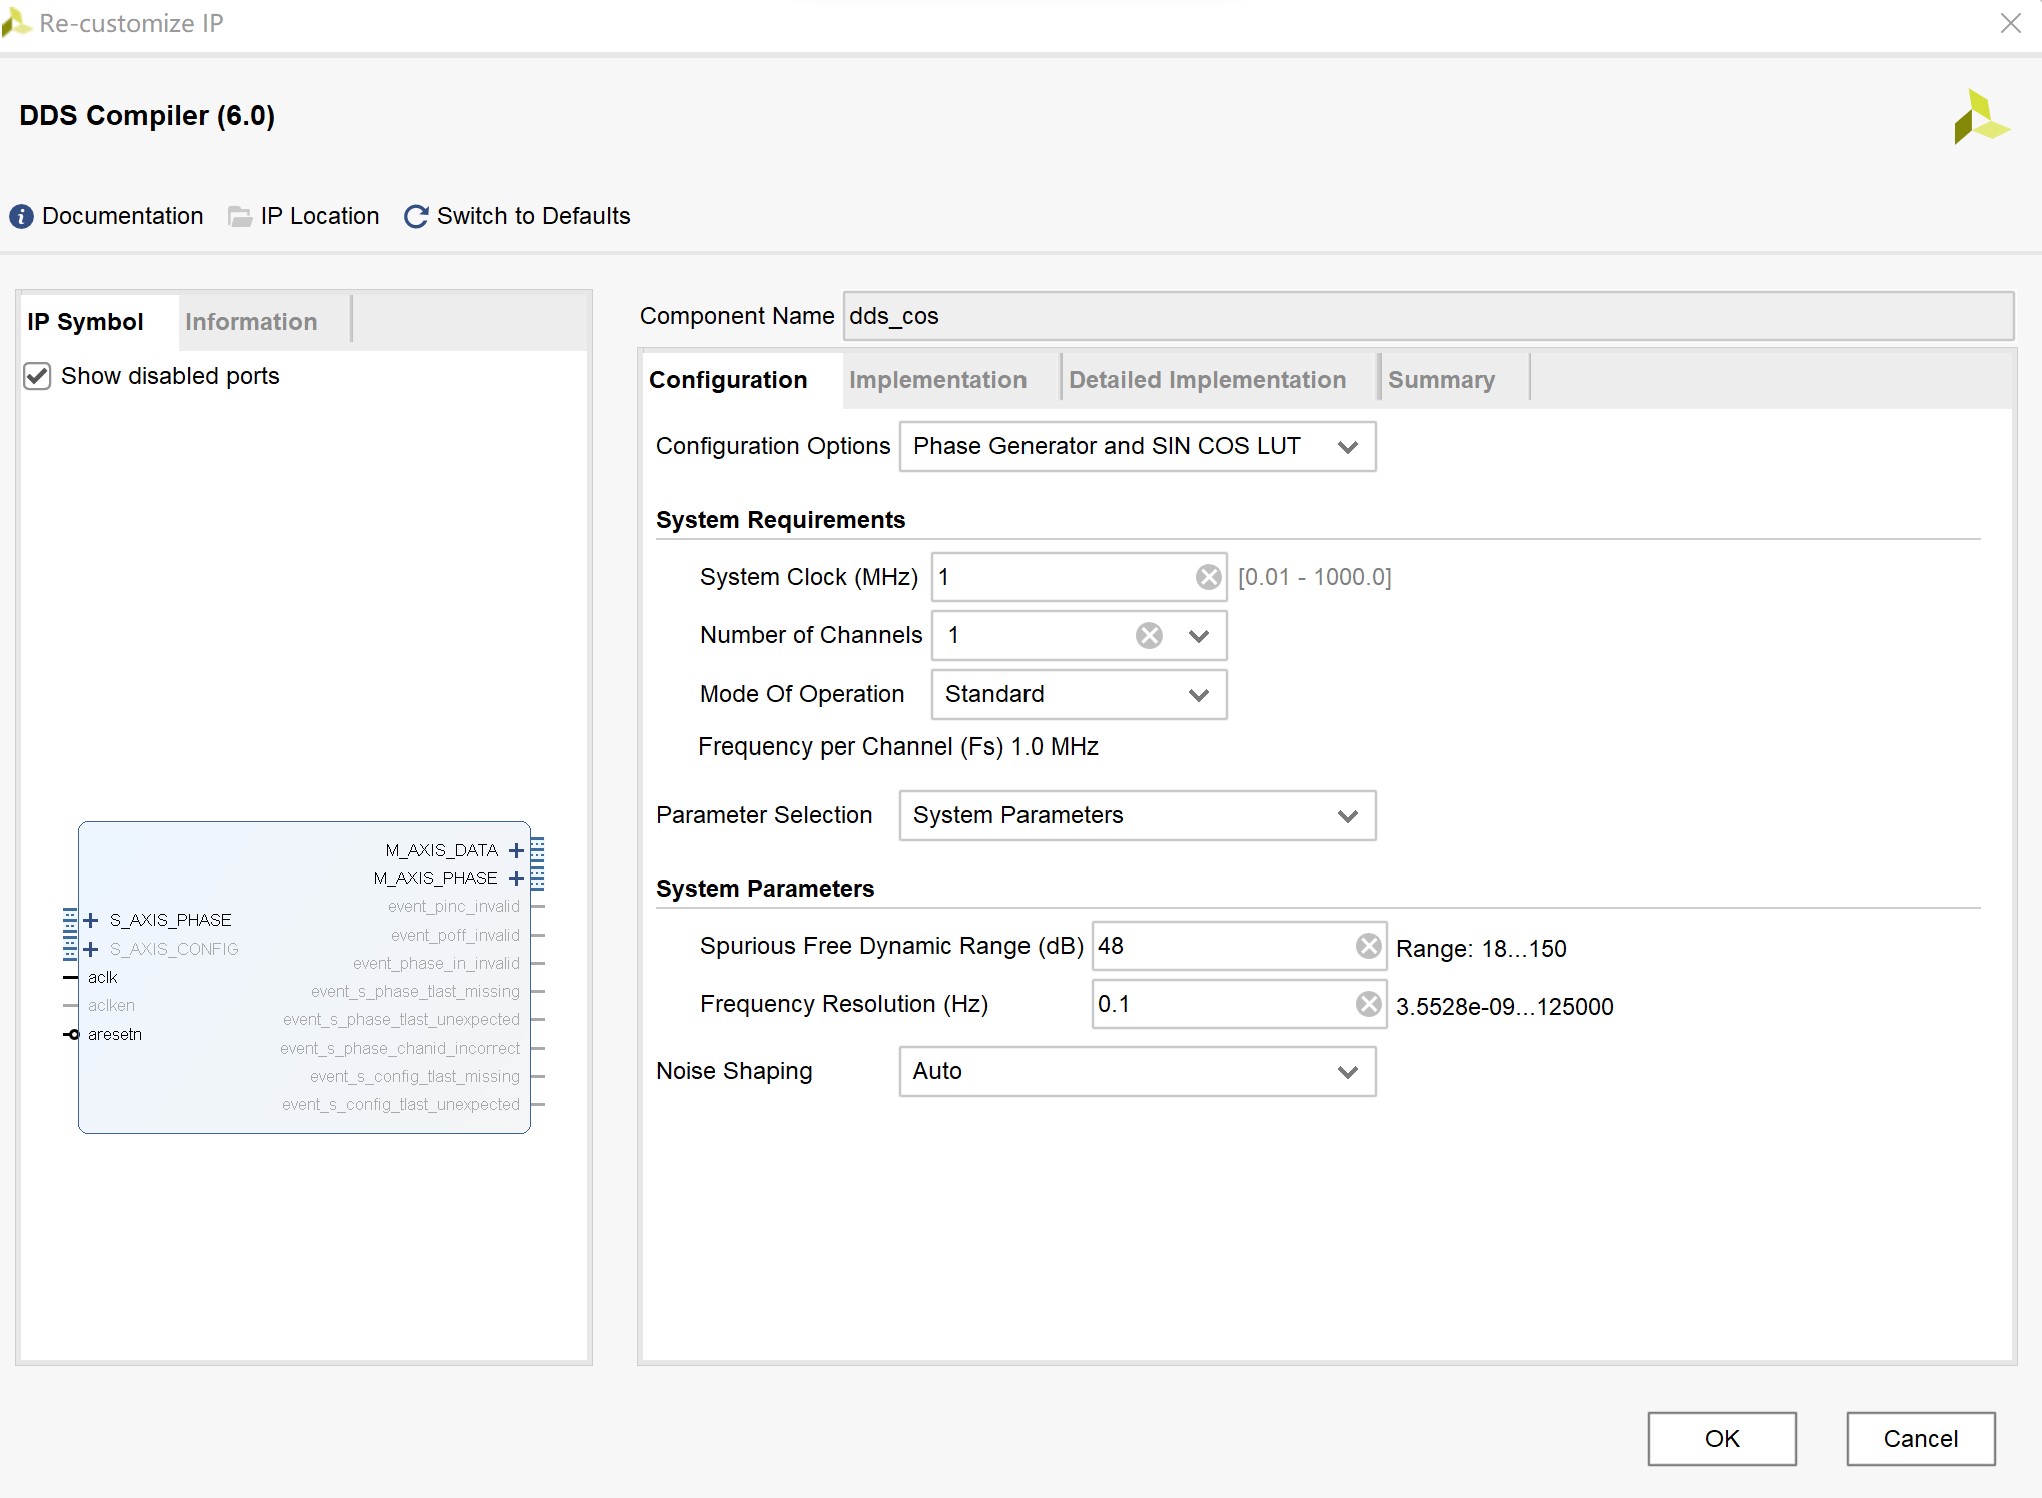 Re-customize IP
DDS Compiler (6.0)
Documentation IP Location Switch to Defaults
IP Symbol Information
Show disabled ports
M_AXIS_DATA
M_AXIS_PHASE
event_pinc_invalid
S_AXIS_PHASE
event_poff_invalid
S_AXIS_CONFIG
event_phase_in_invalid
aclk
event_s_phase_tlast_missing
aclken
event_s_phase_tlast_unexpected
aresetn
event_s_phase_chanid_incorrect
event_s_config_tlast_missing
event_s_config_tlast_unexpected
Component Name dds_cos
Configuration Implementation Detailed Implementation Summary
Configuration Options Phase Generator and SIN COS LUT
System Requirements
System Clock (MHz) 1 [0.01 - 1000.0]
Number of Channels 1
Mode Of Operation Standard
Frequency per Channel (Fs) 1.0 MHz
Parameter Selection System Parameters
System Parameters
Spurious Free Dynamic Range (dB) 48 Range: 18...150
Frequency Resolution (Hz) 0.1 3.5528e-09...125000
Noise Shaping Auto
OK Cancel